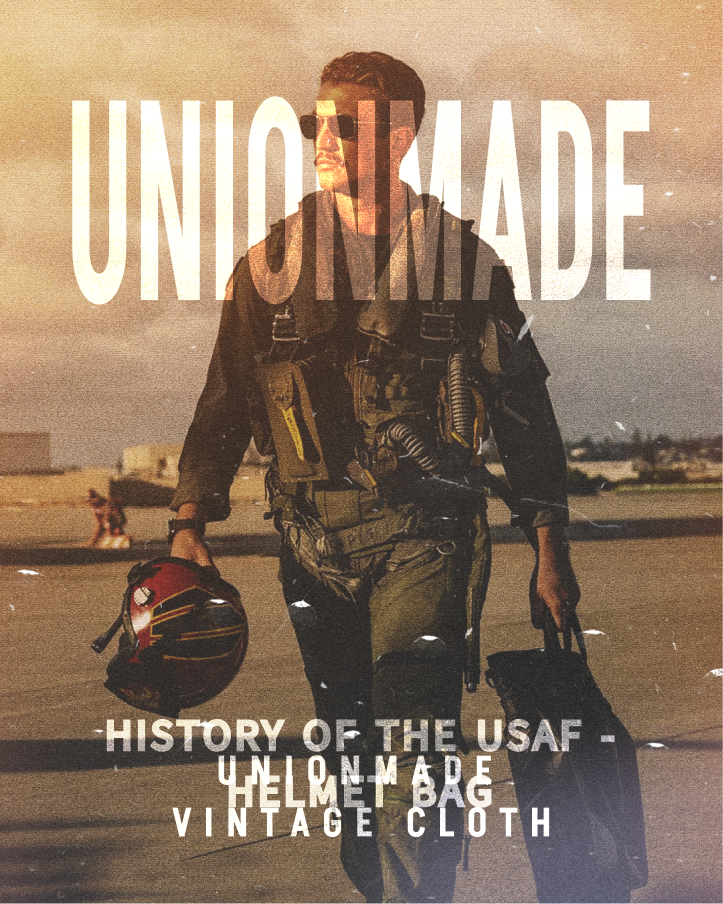 UNIONMADE
HISTORY OF THE USAF -
UNIONMADE
HELMET BAG
VINTAGE CLOTH